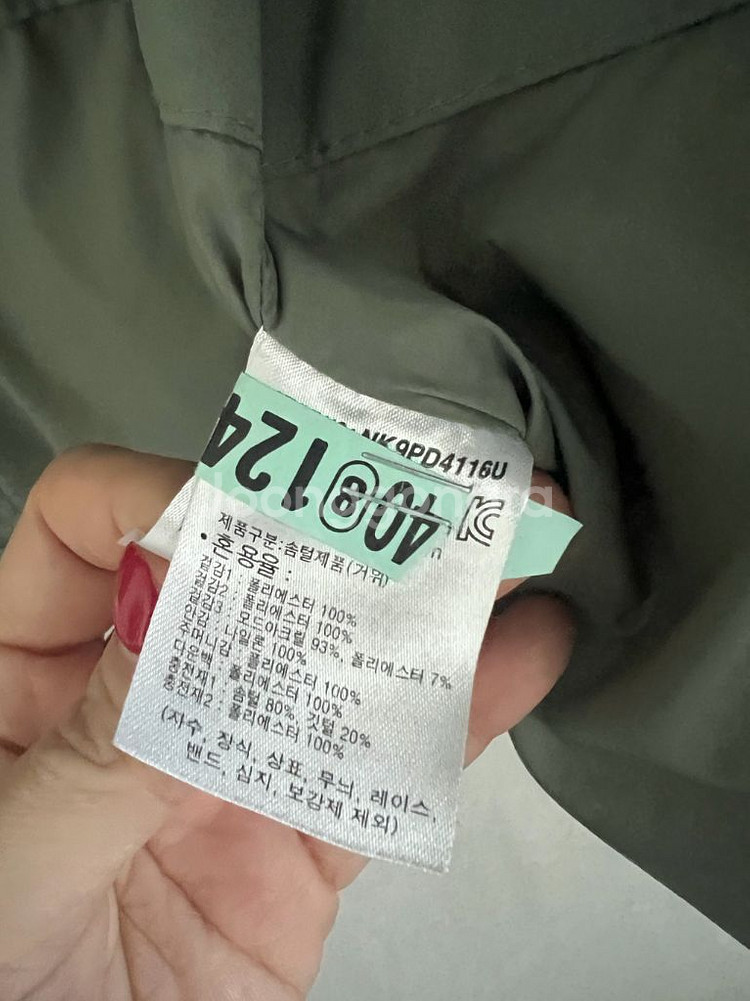 NK9PD4116U
40 8 124
제품구분:솜털제품(거위)
• 혼용율 :
겉감1 : 폴리에스터 100%
겉감2 : 폴리에스터 100%
겉감3 : 모드아크릴 93%, 폴리에스터 7%
안감 : 나일론 100%
주머니감 : 폴리에스터 100%
다운백 : 폴리에스터 100%
충전재1 : 솜털 80%, 깃털 20%
충전재2 : 폴리에스터 100%
(자수, 장식, 상표, 무늬, 레이스,
밴드, 심지, 보강제 제외)